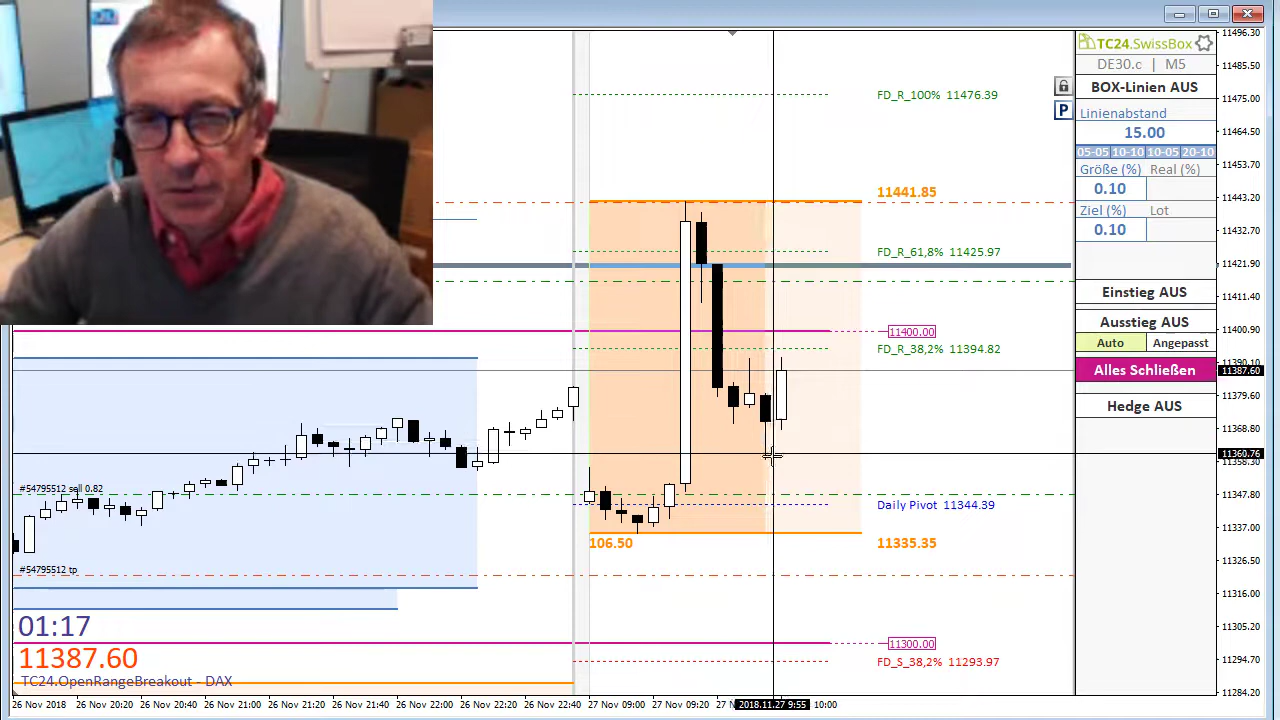 TC24.SwissBox
DE30.c | M5
BOX-Linien AUS
Linienabstand
15.00
05-05 10-10 10-05 20-10
Größe (%) Real (%)
0.10
Ziel (%) Lot
0.10
Einstieg AUS
Ausstieg AUS
Auto Angepasst
Alles Schließen
Hedge AUS
P
FD_R_100% 11476.39
11441.85
FD_R_61,8% 11425.97
11400.00
FD_R_38,2% 11394.82
Daily Pivot 11344.39
106.50
11335.35
11300.00
FD_S_38,2% 11293.97
#54795512 sell 0.82
#54795512 tp
01:17
11387.60
TC24.OpenRangeBreakout - DAX
11496.30
11485.50
11475.00
11464.50
11453.70
11443.20
11432.70
11421.90
11411.40
11400.90
11390.10
11387.60
11379.60
11368.80
11360.76
11358.30
11347.80
11337.00
11326.50
11316.00
11305.20
11294.70
11284.20
26 Nov 2018
26 Nov 20:20
26 Nov 20:40
26 Nov 21:00
26 Nov 21:20
26 Nov 21:40
26 Nov 22:00
26 Nov 22:20
26 Nov 22:40
27 Nov 09:00
27 Nov 09:20
27 N
2018.11.27 9:55
10:00